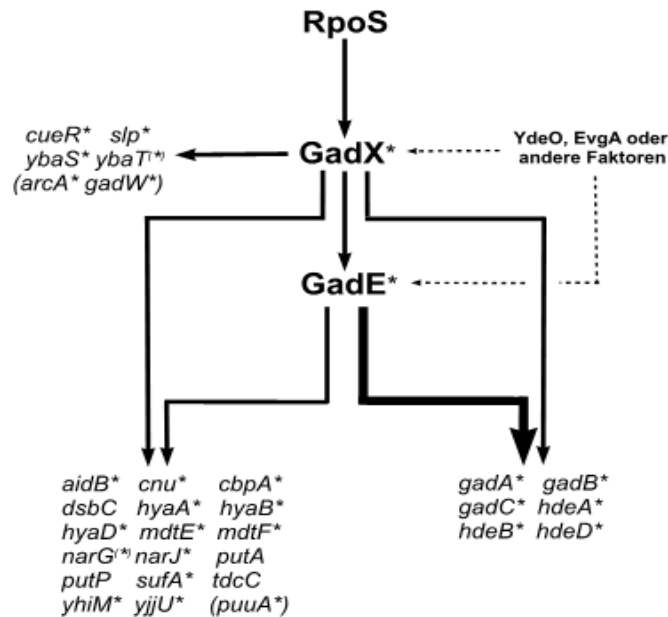 RpoS
cueR* slp*
ybaS* ybaT(*)
(arcA* gadW*)
GadX*
YdeO, EvgA oder
andere Faktoren
GadE*
aidB* cnu* cbpA*
dsbC hyaA* hyaB*
hyaD* mdtE* mdtF*
narG(*) narJ* putA
putP sufA* tdcC
yhiM* yjjU* (puuA*)
gadA* gadB*
gadC* hdeA*
hdeB* hdeD*